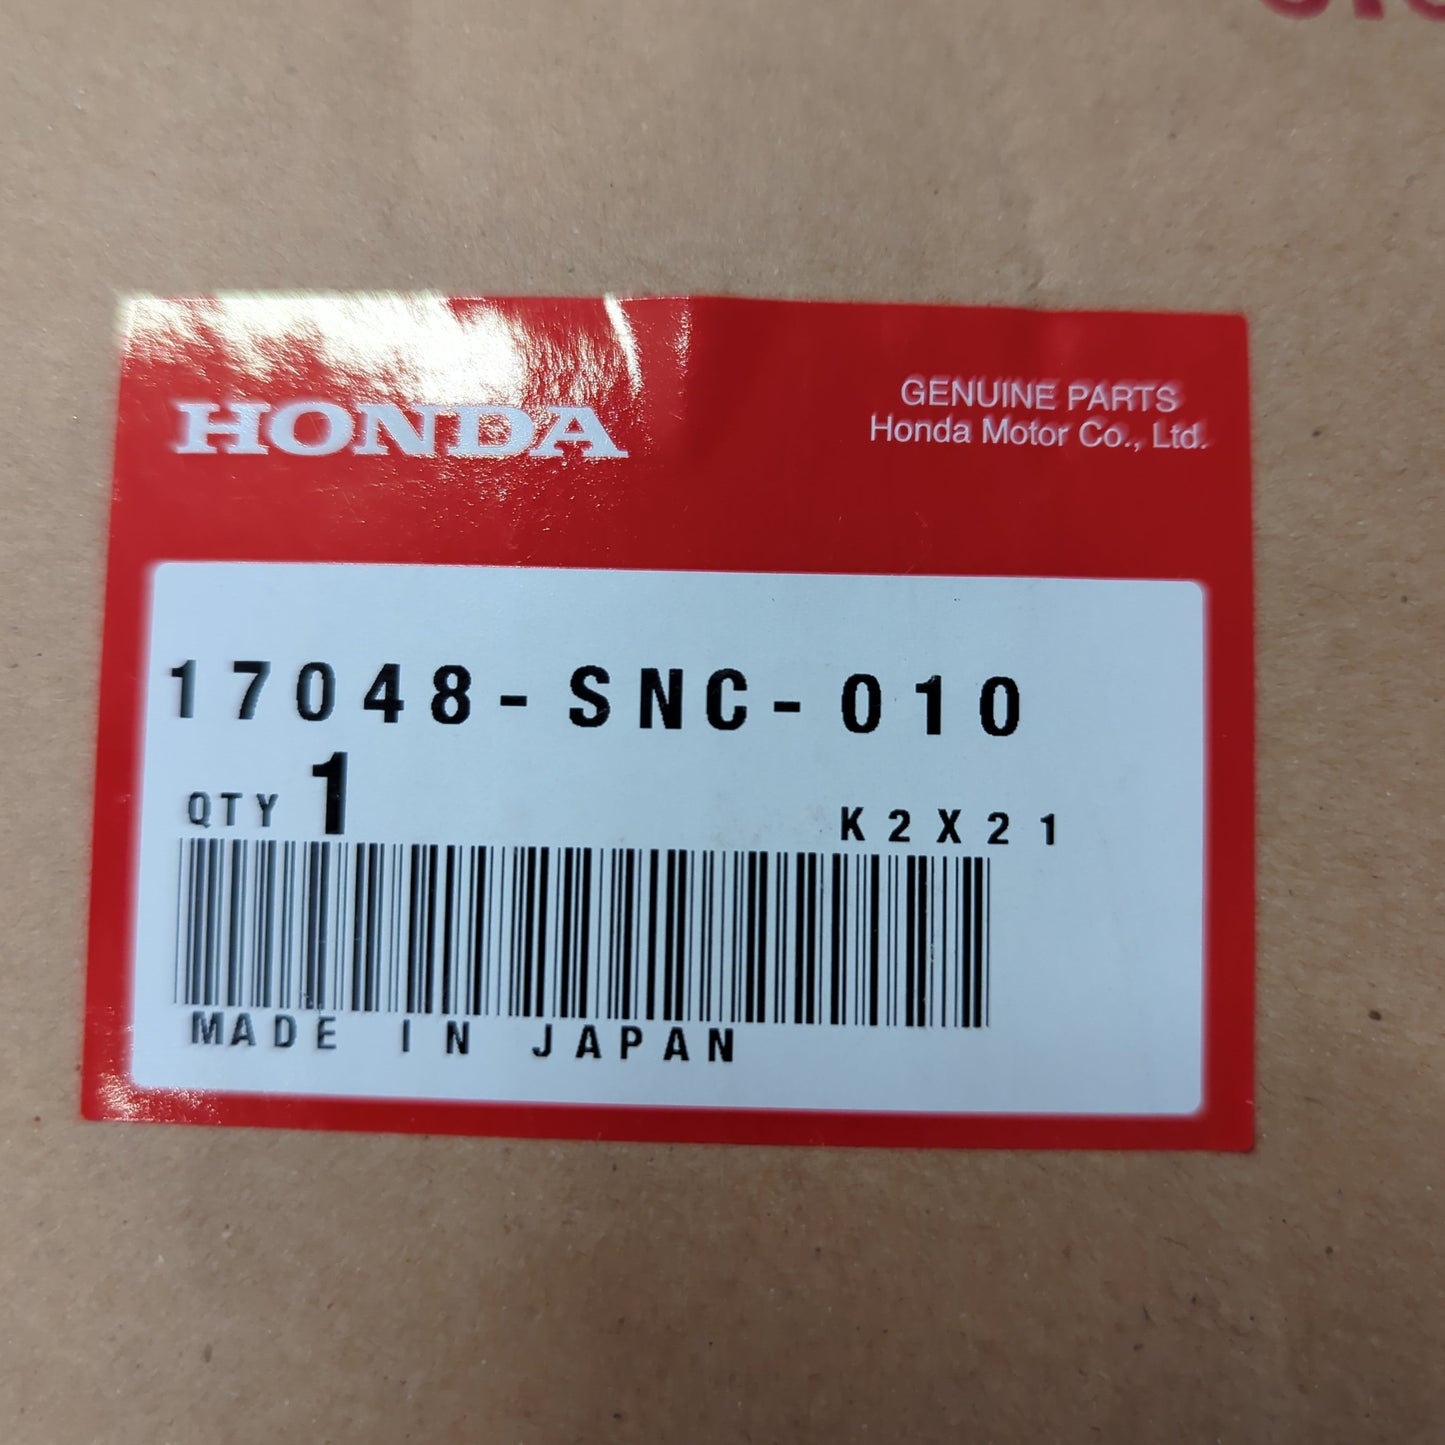 HONDA
GENUINE PARTS
Honda Motor Co., Ltd.
17048-SNC-010
QTY 1 K2X21
MADE IN JAPAN